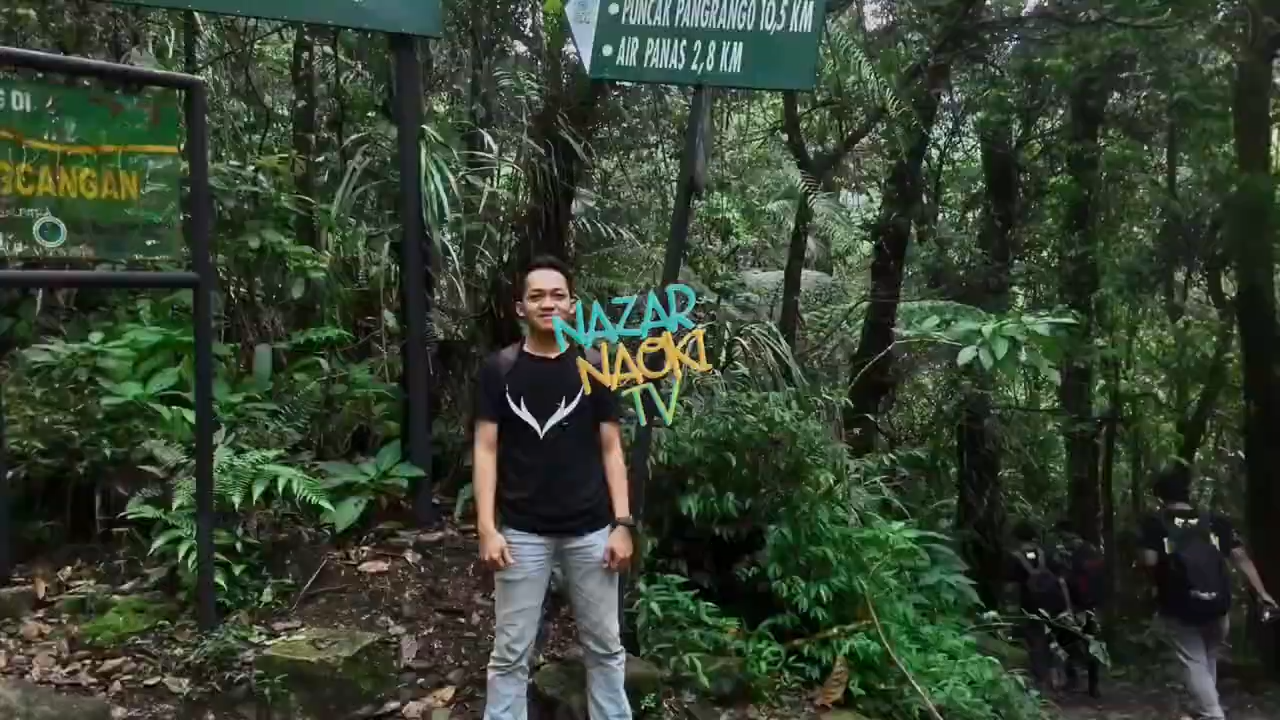 PUNCAK PANGRANGO 10,5 KM
AIR PANAS 2,8 KM
G DI
CANGAN
NAZAR
NAOKI
TV